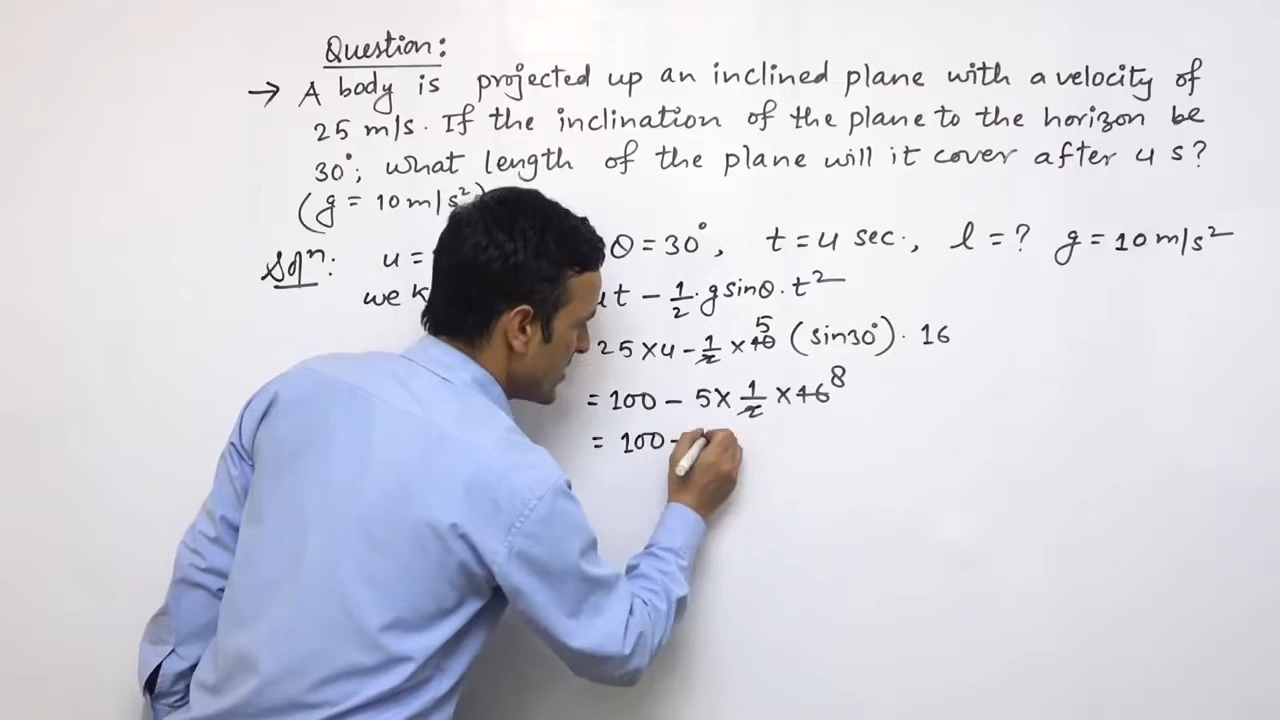 Question:
→ A body is projected up an inclined plane with a velocity of
25 m/s. If the inclination of the plane to the horizon be
30°; what length of the plane will it cover after 4 s?
(g = 10 m/s²)
Solⁿ: u = θ = 30°, t = 4 sec., l = ? g = 10 m/s²
we t - 1/2 · g sinθ · t²
25 × 4 - 1/2 × 10 5 (sin30°) · 16
= 100 - 5 × 1/2 × 16 8
= 100 -